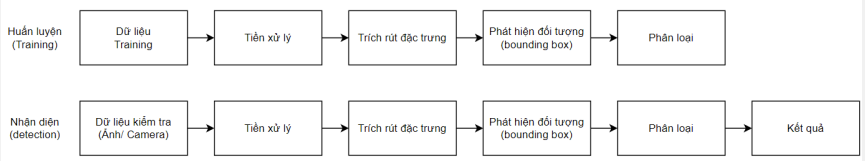 Huấn luyện
(Training)
Dữ liệu
Training
Tiền xử lý
Trích rút đặc trưng
Phát hiện đối tượng
(bounding box)
Phân loại
Nhận diện
(detection)
Dữ liệu kiểm tra
(Ảnh/ Camera)
Tiền xử lý
Trích rút đặc trưng
Phát hiện đối tượng
(bounding box)
Phân loại
Kết quả